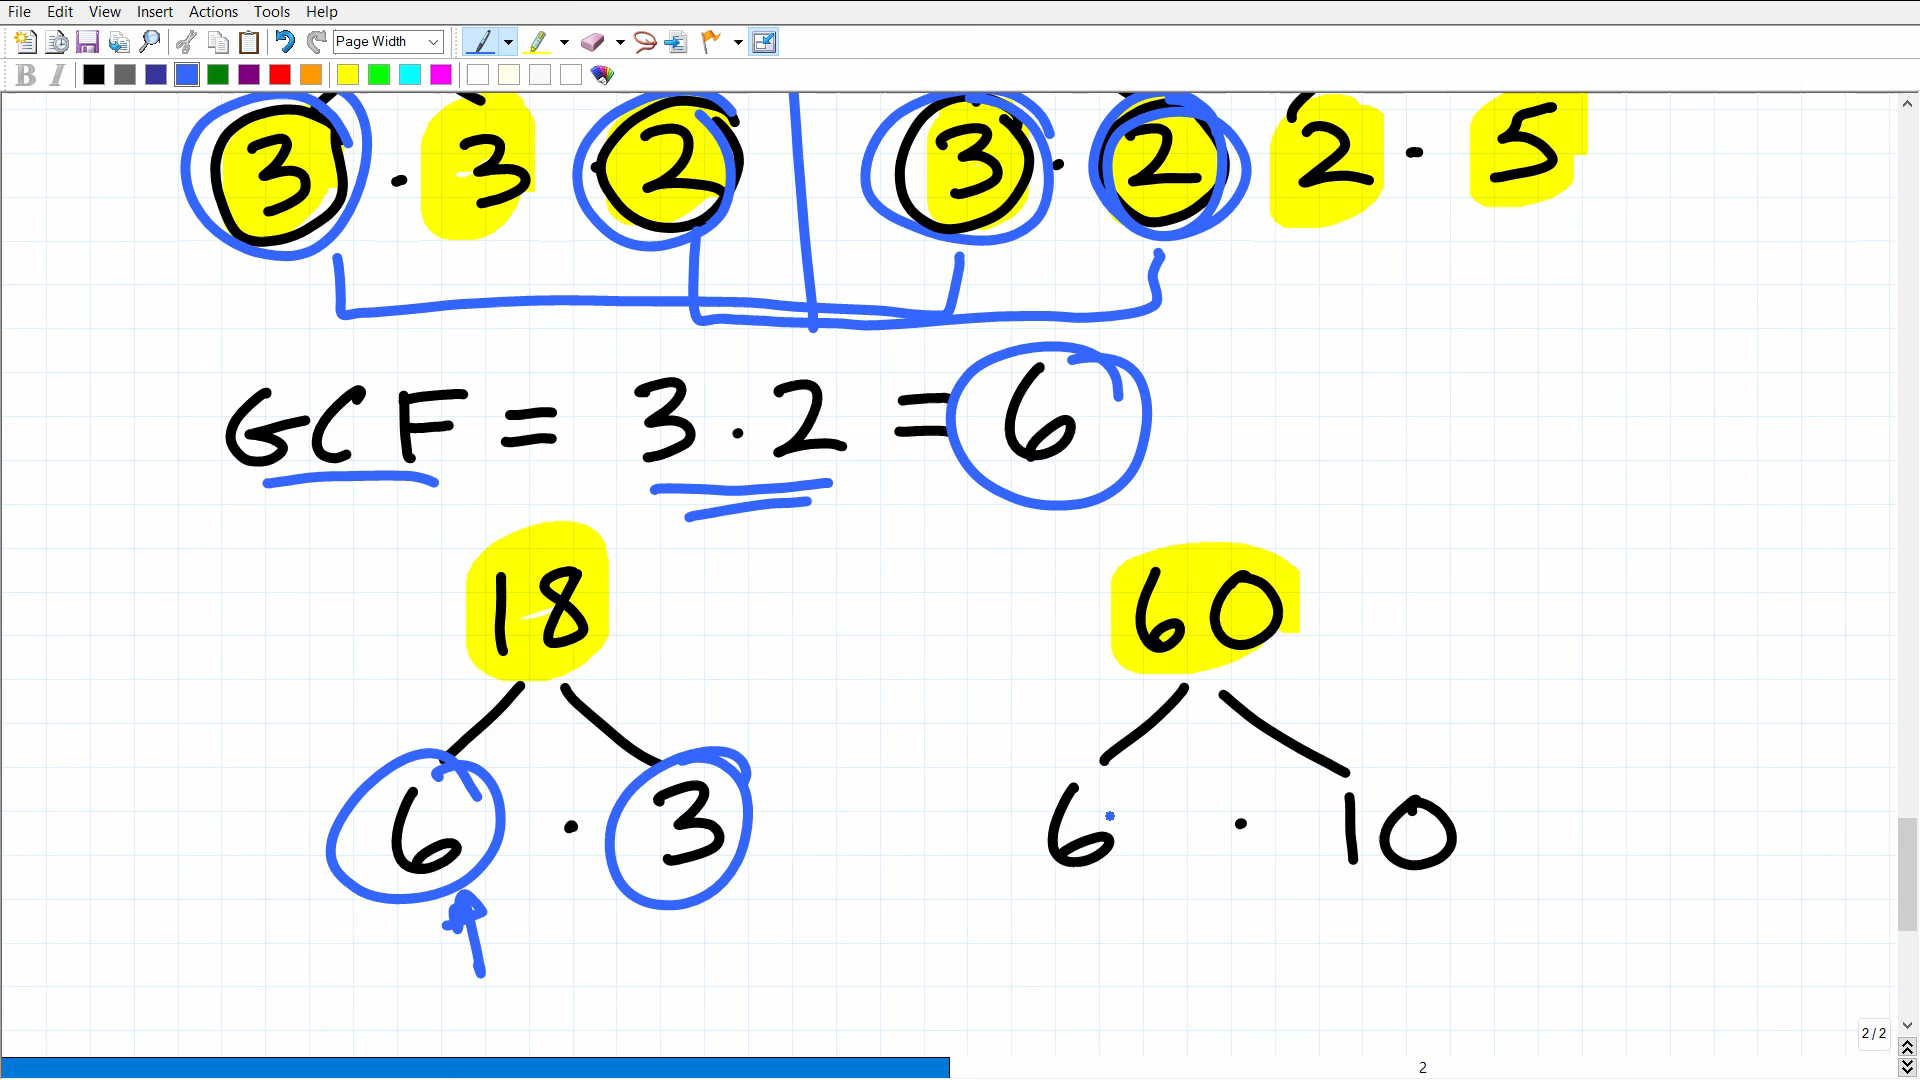 File Edit View Insert Actions Tools Help
Page Width
B I
3 · 3 · 2 3 · 2 2 · 5
GCF = 3 · 2 = 6
18 60
6 · 3 6 · 10
2 / 2
2